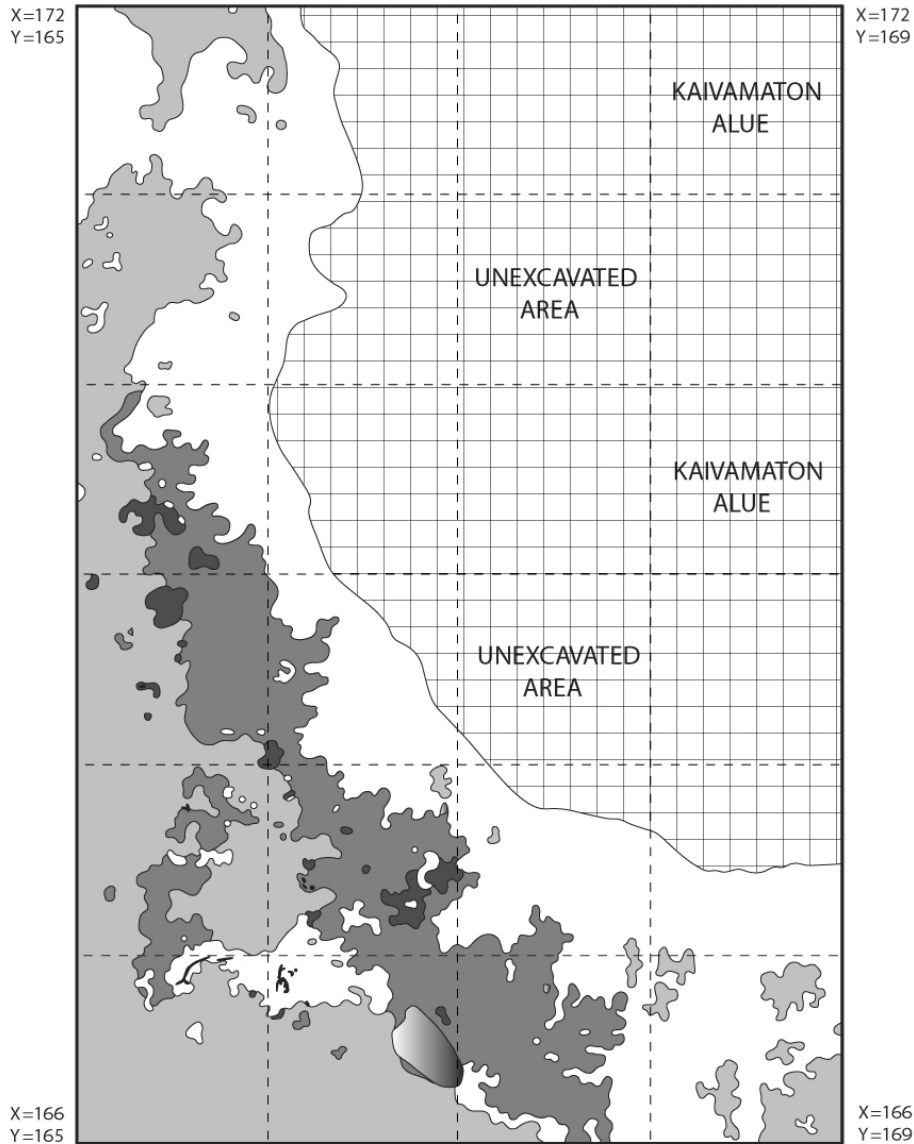 X=172
Y=165
X=172
Y=169
KAIVAMATON
ALUE
UNEXCAVATED
AREA
KAIVAMATON
ALUE
UNEXCAVATED
AREA
X=166
Y=165
X=166
Y=169